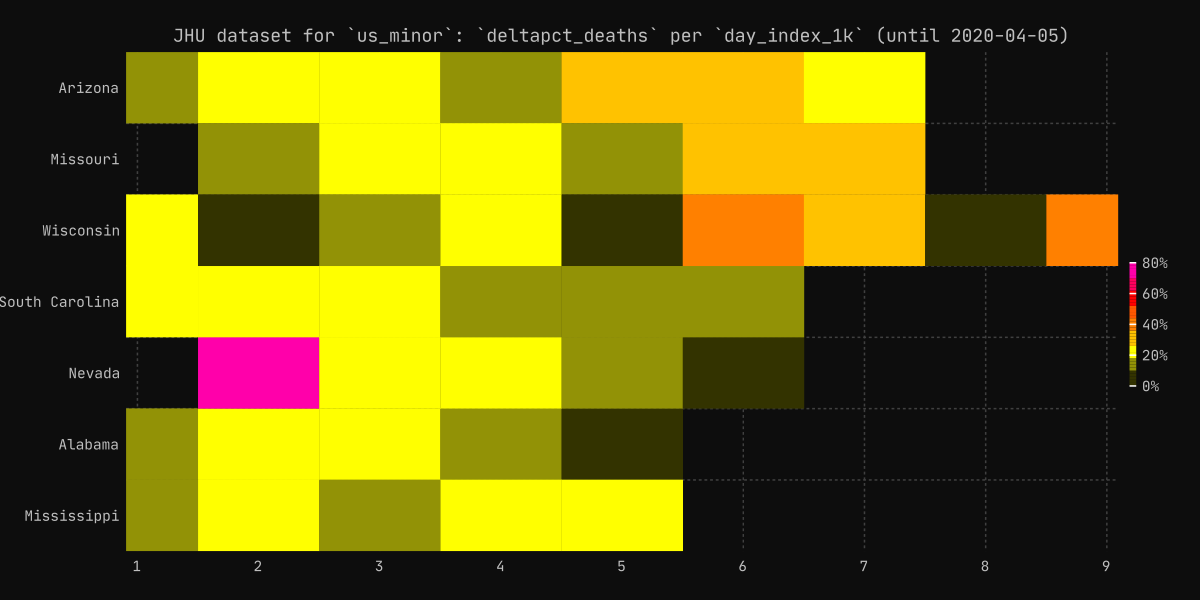 JHU dataset for `us_minor`: `deltapct_deaths` per `day_index_1k` (until 2020-04-05)
Arizona
Missouri
Wisconsin
South Carolina
Nevada
Alabama
Mississippi
80%
60%
40%
20%
0%
1 2 3 4 5 6 7 8 9